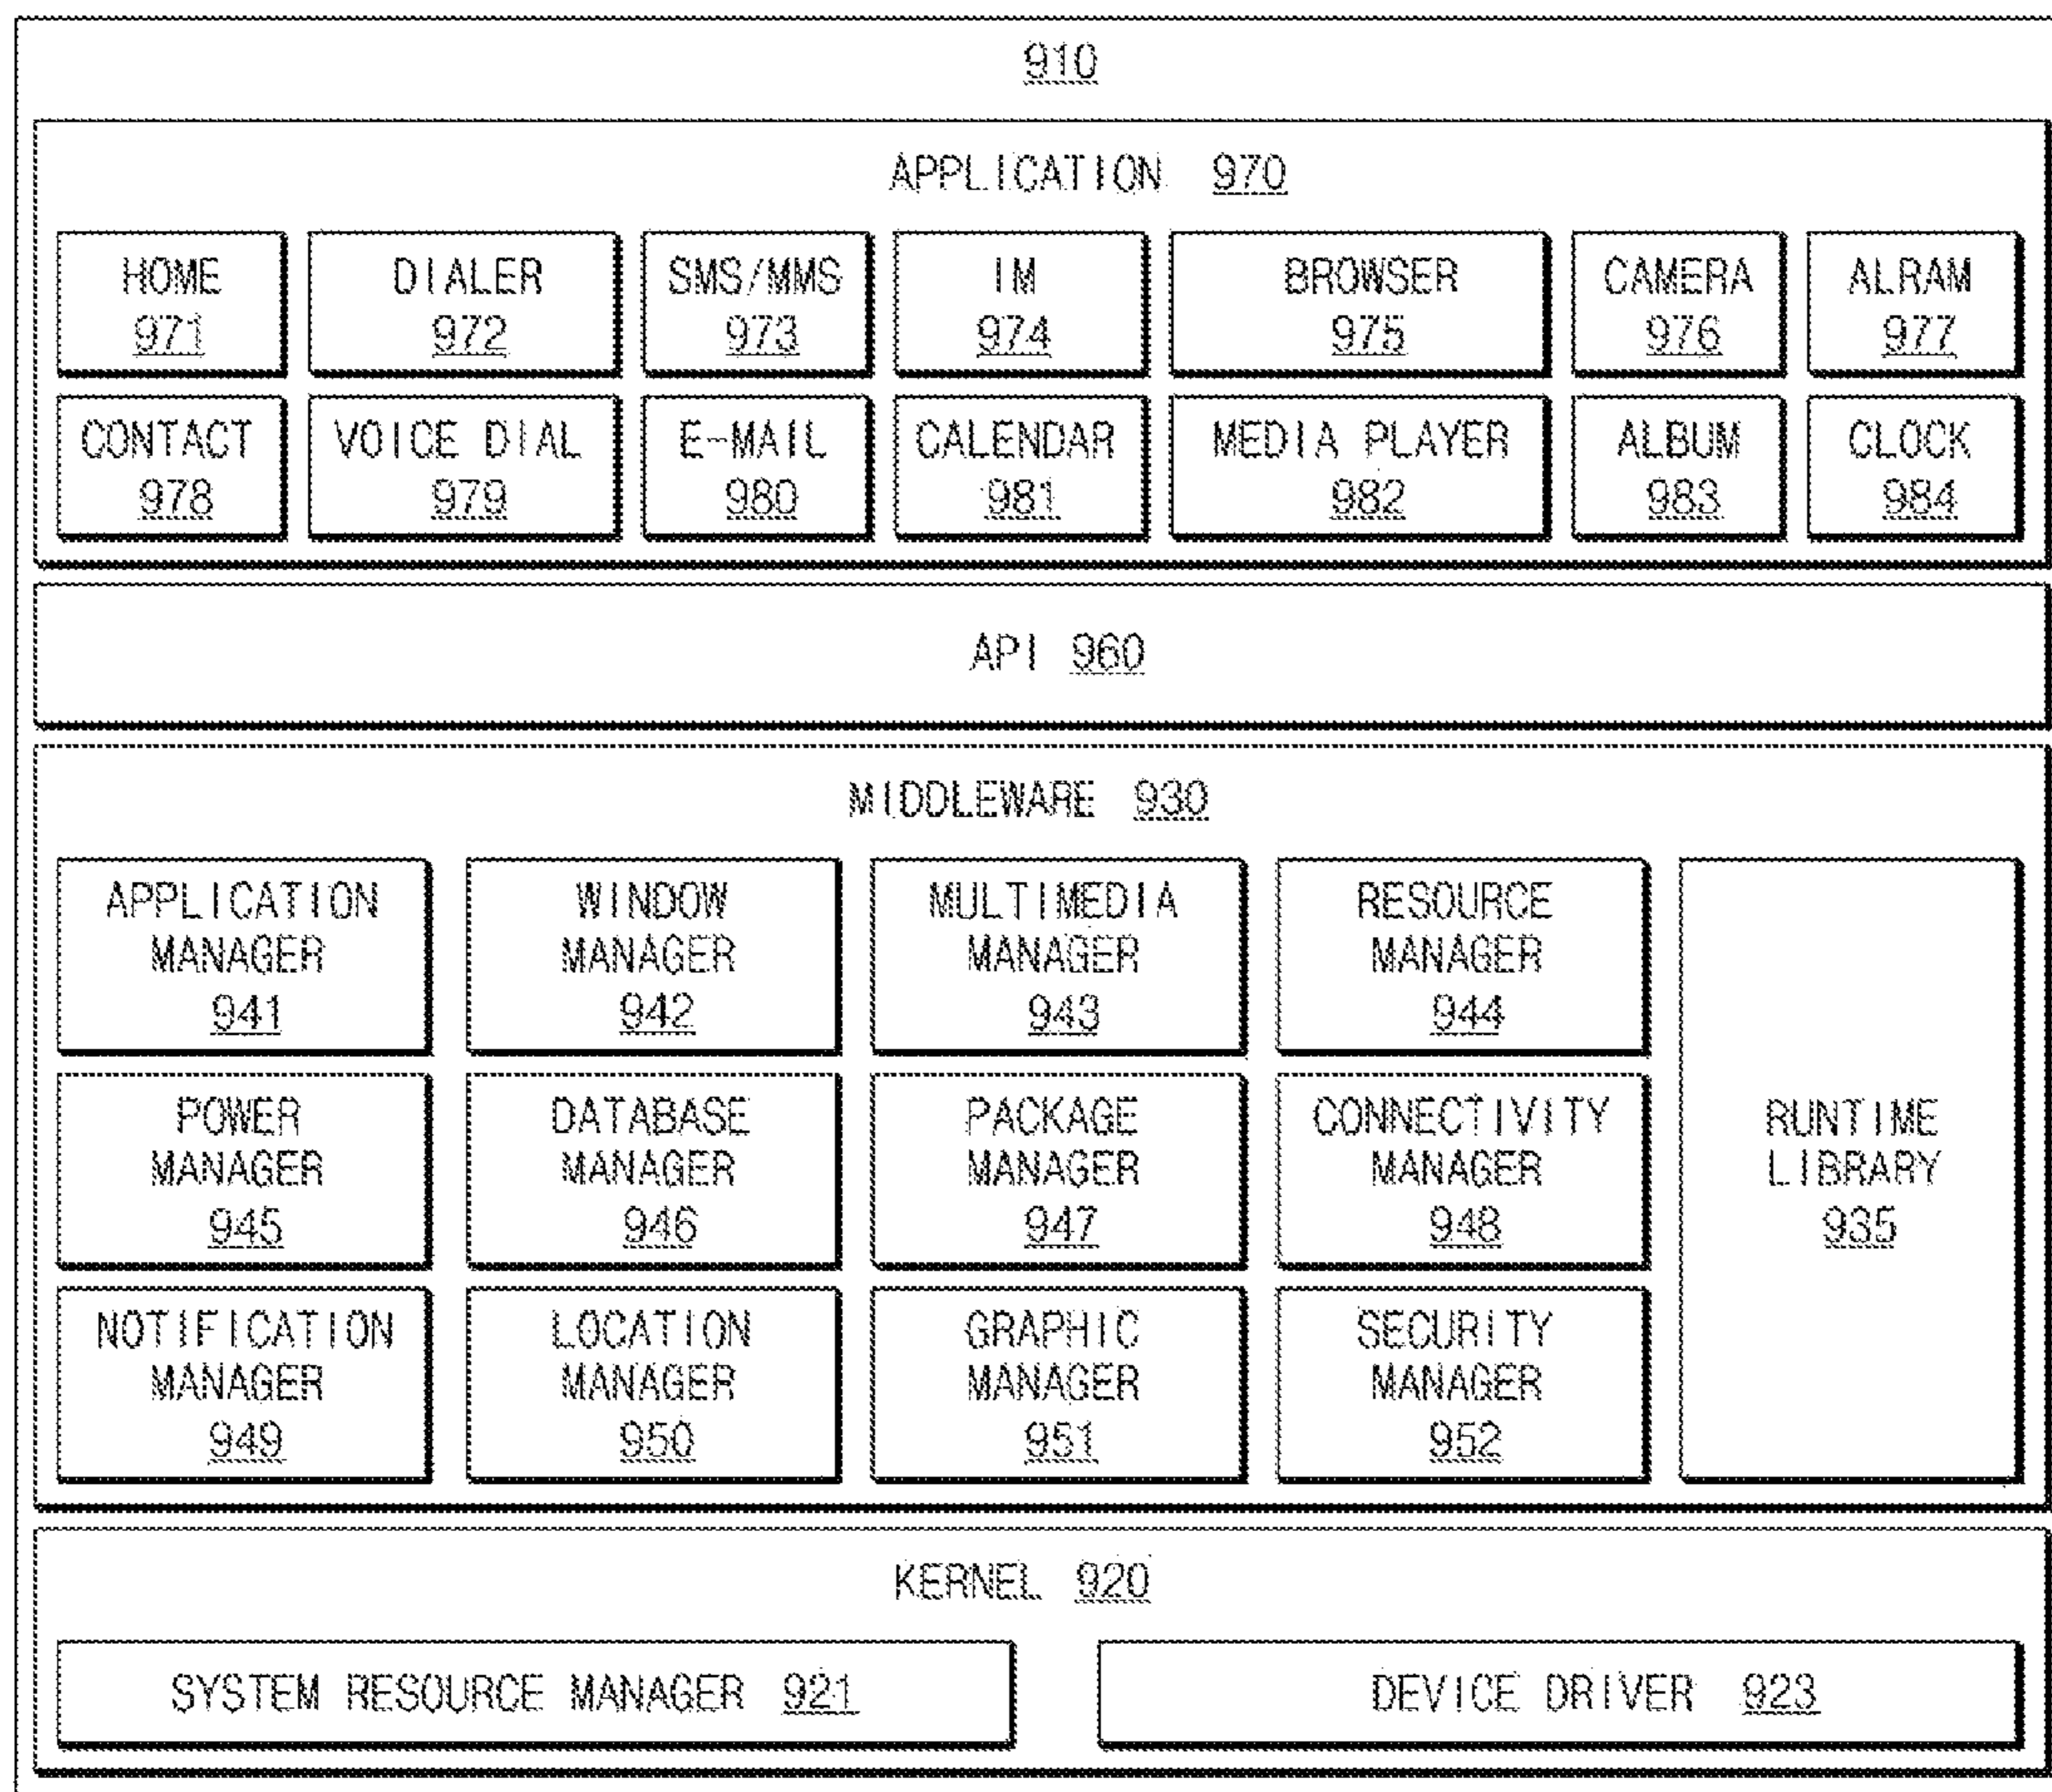 910
APPLICATION 970
HOME DIALER SMS/MMS IM BROWSER CAMERA ALRAM
971 972 973 974 975 976 977
CONTACT VOICE DIAL E-MAIL CALENDAR MEDIA PLAYER ALBUM CLOCK
978 979 980 981 982 983 984
API 960
MIDDLEWARE 930
APPLICATION MANAGER 941
WINDOW MANAGER 942
MULTIMEDIA MANAGER 943
RESOURCE MANAGER 944
POWER MANAGER 945
DATABASE MANAGER 946
PACKAGE MANAGER 947
CONNECTIVITY MANAGER 948
RUNTIME LIBRARY 935
NOTIFICATION MANAGER 949
LOCATION MANAGER 950
GRAPHIC MANAGER 951
SECURITY MANAGER 952
KERNEL 920
SYSTEM RESOURCE MANAGER 921
DEVICE DRIVER 923